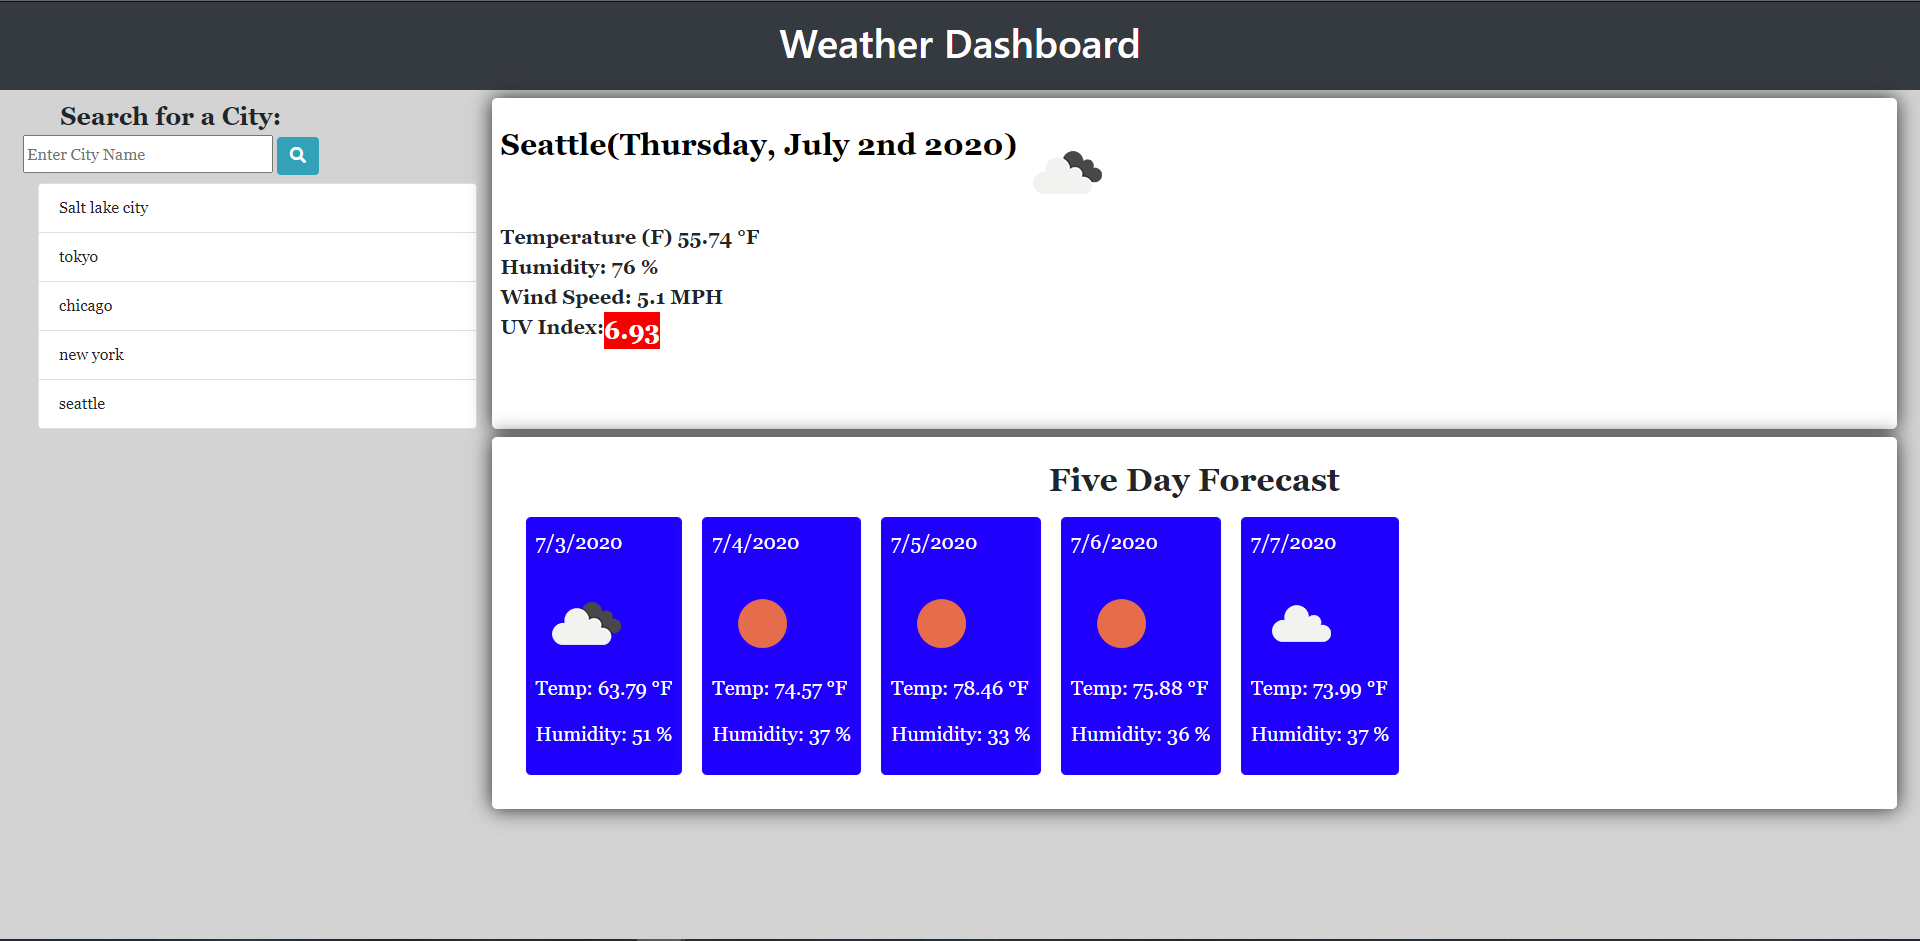 Weather Dashboard
Search for a City:
Enter City Name
Salt lake city
tokyo
chicago
new york
seattle
Seattle(Thursday, July 2nd 2020)
Temperature (F) 55.74 °F
Humidity: 76 %
Wind Speed: 5.1 MPH
UV Index:6.93
Five Day Forecast
7/3/2020
Temp: 63.79 °F
Humidity: 51 %
7/4/2020
Temp: 74.57 °F
Humidity: 37 %
7/5/2020
Temp: 78.46 °F
Humidity: 33 %
7/6/2020
Temp: 75.88 °F
Humidity: 36 %
7/7/2020
Temp: 73.99 °F
Humidity: 37 %